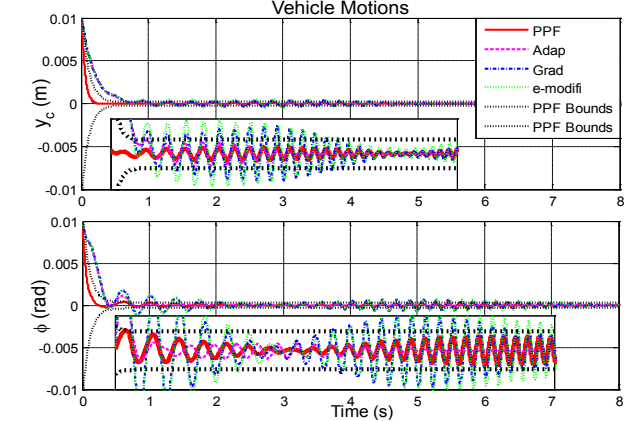 Vehicle Motions
0.01
0.005
0
-0.005
-0.01
y_c (m)
PPF
Adap
Grad
e-modifi
PPF Bounds
PPF Bounds
0 1 2 3 4 5 6 7 8
0.01
0.005
0
-0.005
-0.01
ϕ (rad)
0 1 2 3 4 5 6 7 8
Time (s)